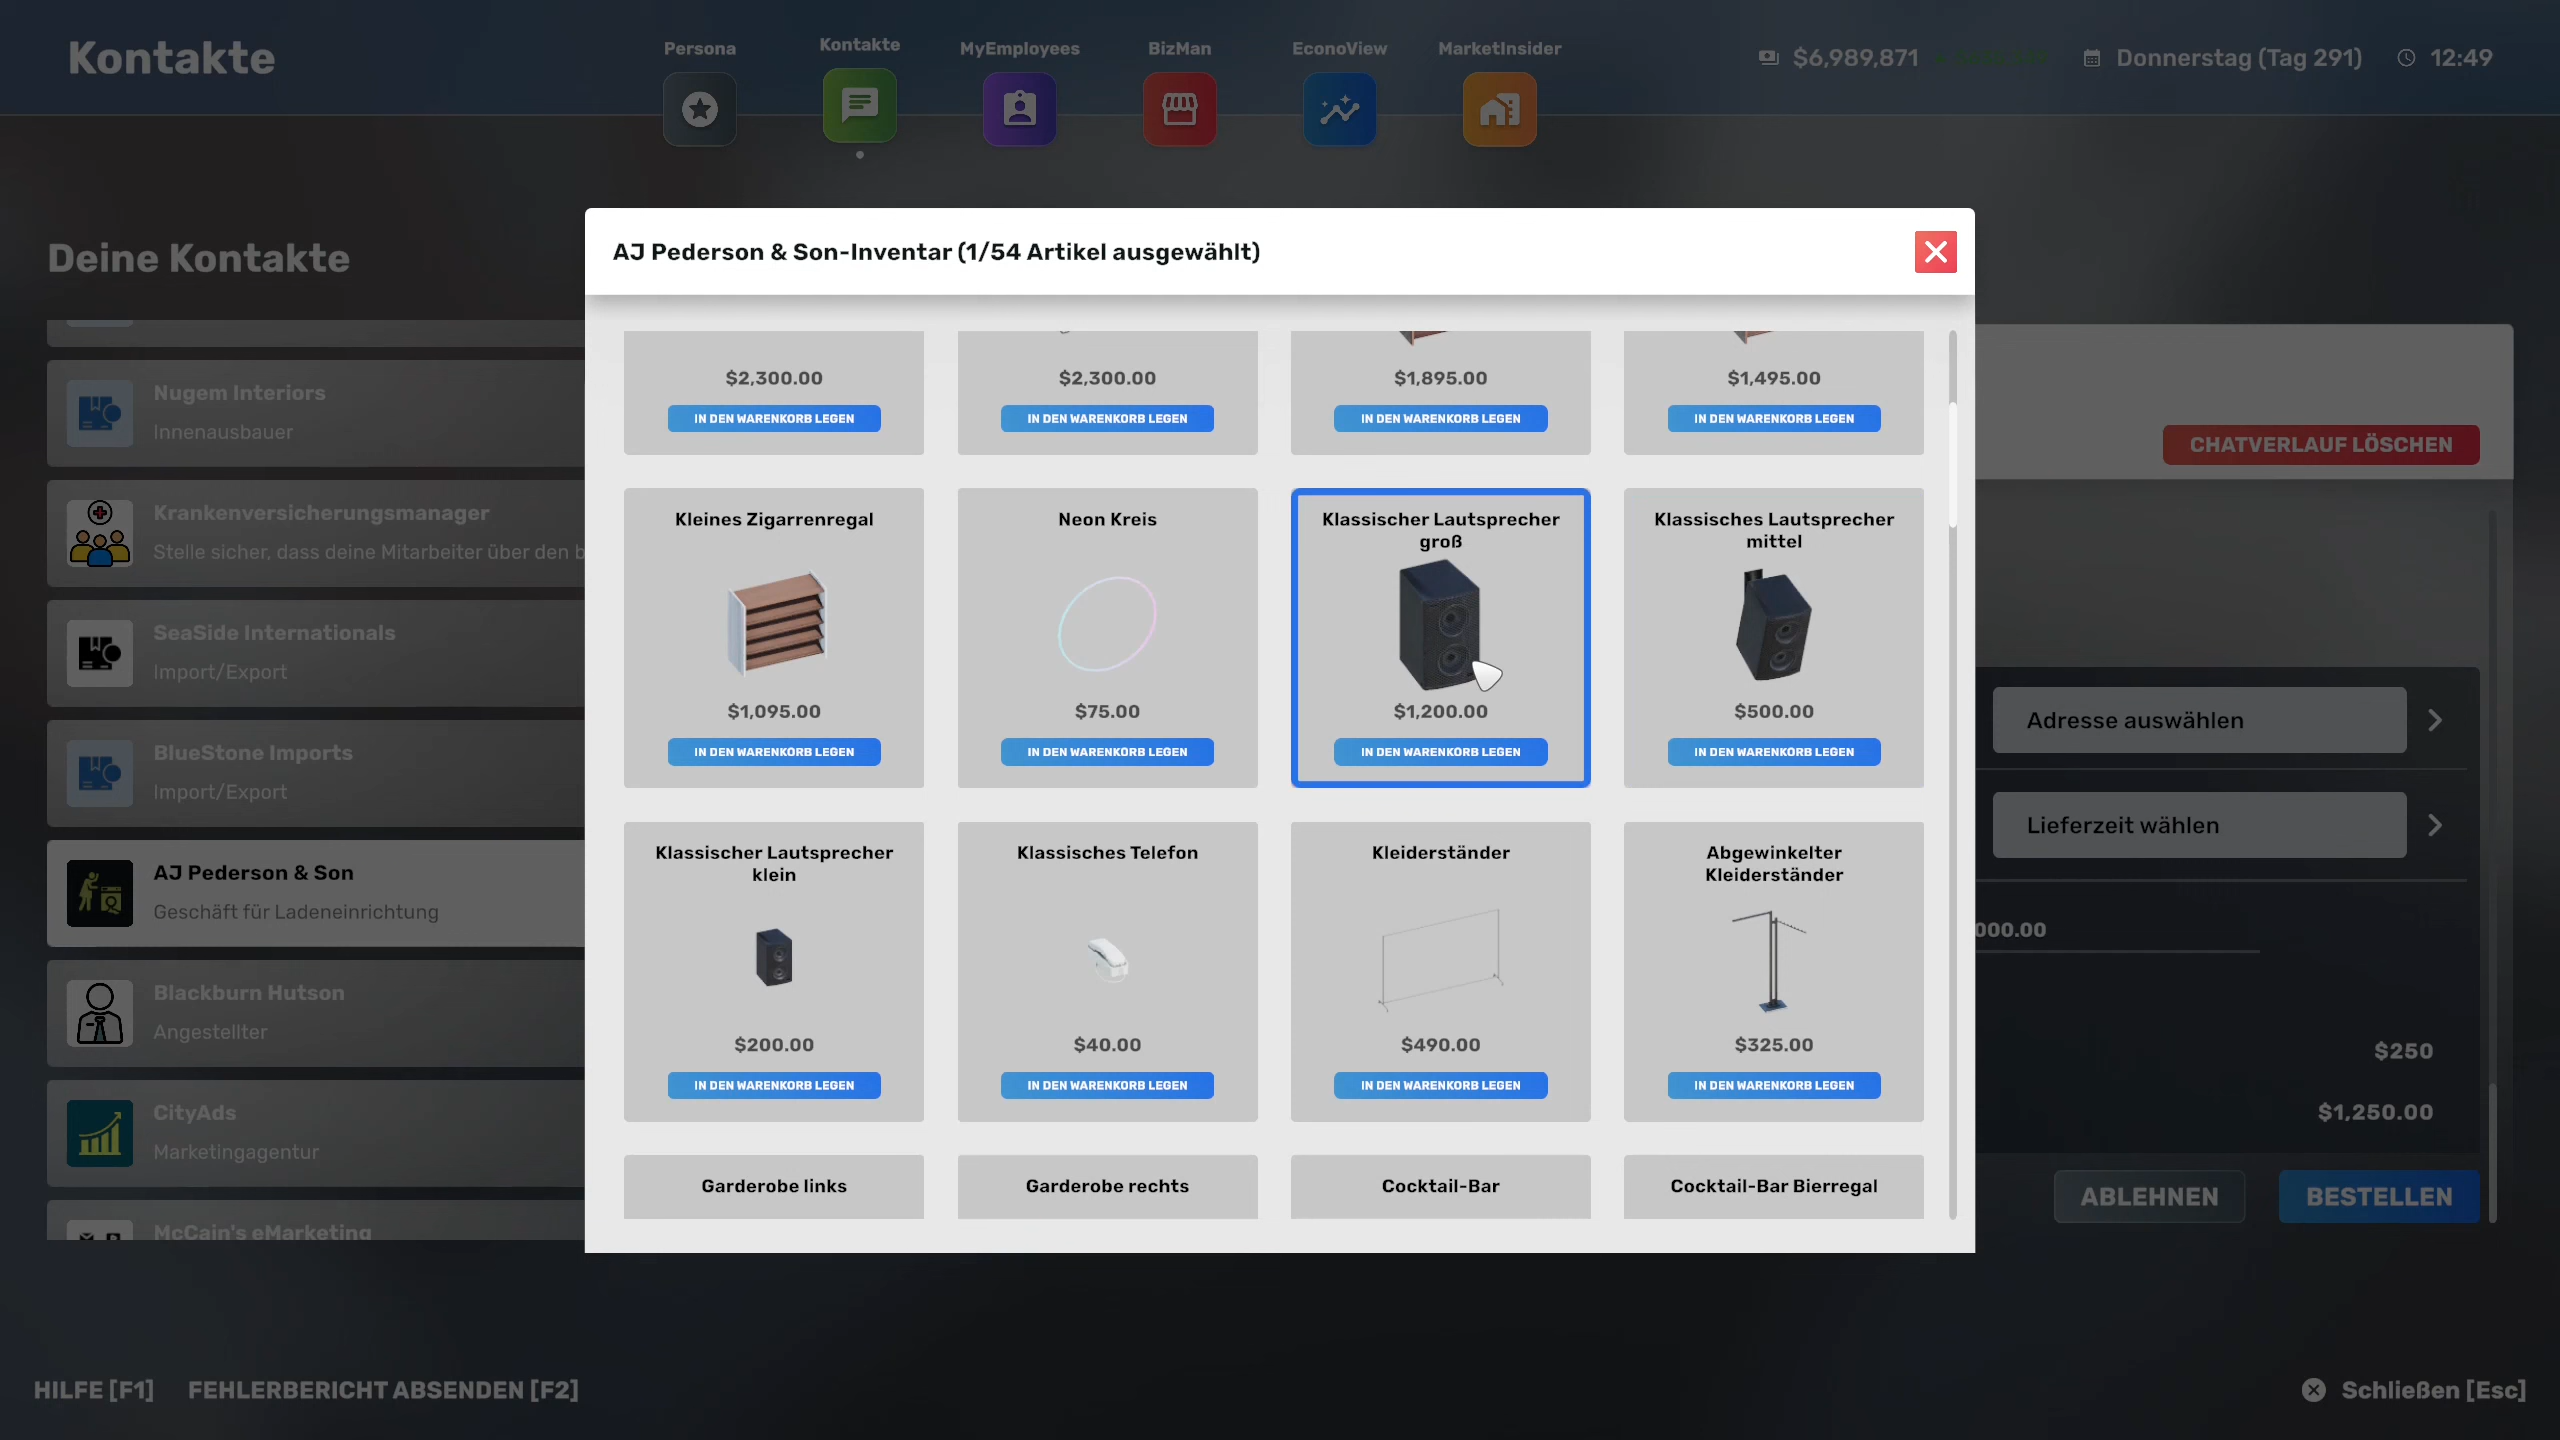 Kontakte
Persona
Kontakte
MyEmployees
BizMan
EconoView
MarketInsider
$6,989,871
Donnerstag (Tag 291)
12:49
Deine Kontakte
Nugem Interiors
Innenausbauer
Krankenversicherungsmanager
Stelle sicher, dass deine Mitarbeiter über den b
SeaSide Internationals
Import/Export
BlueStone Imports
Import/Export
AJ Pederson & Son
Geschäft für Ladeneinrichtung
Blackburn Hutson
Angestellter
CityAds
Marketingagentur
McCain's eMarketing
AJ Pederson & Son-Inventar (1/54 Artikel ausgewählt)
$2,300.00
$2,300.00
$1,895.00
$1,495.00
IN DEN WARENKORB LEGEN
IN DEN WARENKORB LEGEN
IN DEN WARENKORB LEGEN
IN DEN WARENKORB LEGEN
Kleines Zigarrenregal
$1,095.00
IN DEN WARENKORB LEGEN
Neon Kreis
$75.00
IN DEN WARENKORB LEGEN
Klassischer Lautsprecher
groß
$1,200.00
IN DEN WARENKORB LEGEN
Klassisches Lautsprecher
mittel
$500.00
IN DEN WARENKORB LEGEN
Klassischer Lautsprecher
klein
$200.00
IN DEN WARENKORB LEGEN
Klassisches Telefon
$40.00
IN DEN WARENKORB LEGEN
Kleiderständer
$490.00
IN DEN WARENKORB LEGEN
Abgewinkelter
Kleiderständer
$325.00
IN DEN WARENKORB LEGEN
Garderobe links
Garderobe rechts
Cocktail-Bar
Cocktail-Bar Bierregal
CHATVERLAUF LÖSCHEN
Adresse auswählen
Lieferzeit wählen
000.00
$250
$1,250.00
ABLEHNEN
BESTELLEN
HILFE [F1]
FEHLERBERICHT ABSENDEN [F2]
Schließen [Esc]